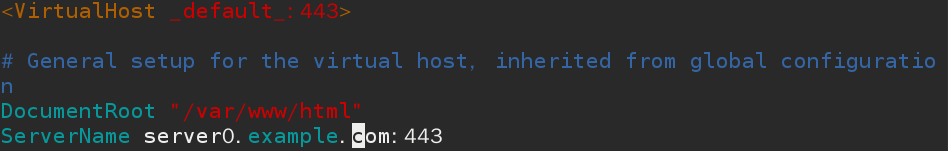 <VirtualHost _default_:443>
# General setup for the virtual host, inherited from global configuratio
n
DocumentRoot "/var/www/html"
ServerName server0.example.com:443